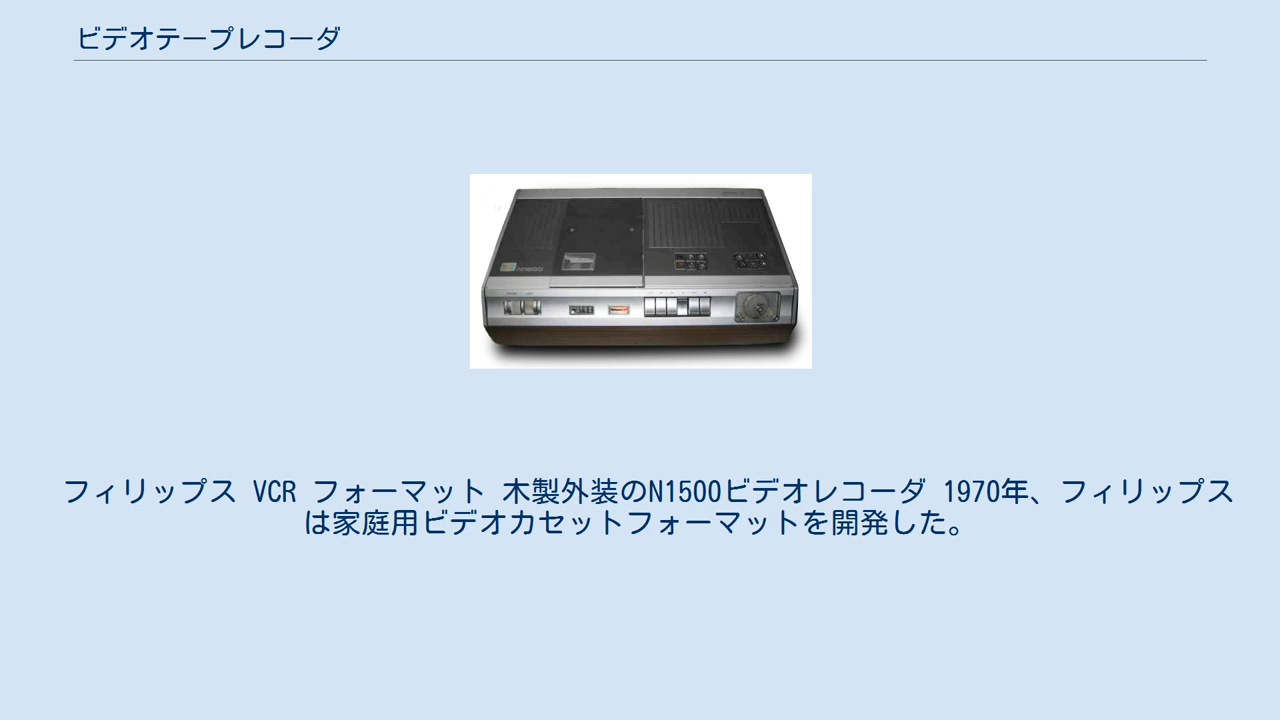 ビデオテープレコーダ
N1500
フィリップス VCR フォーマット 木製外装のN1500ビデオレコーダ 1970年、フィリップス
は家庭用ビデオカセットフォーマットを開発した。